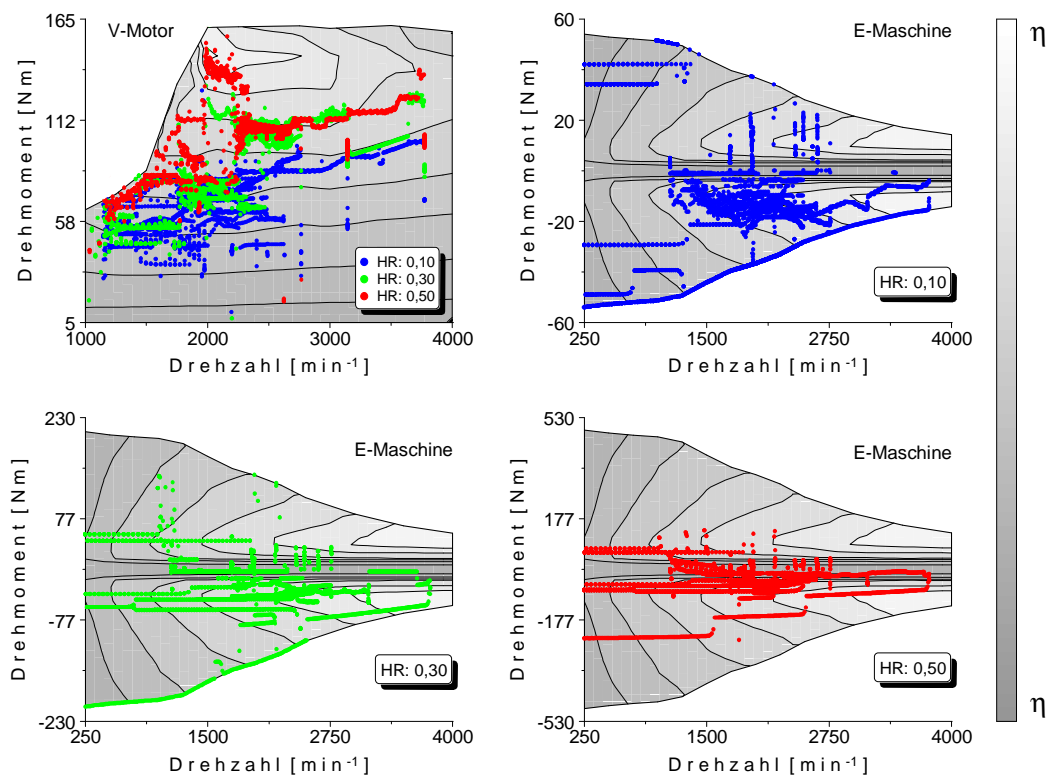 V-Motor
165
112
58
5
Drehmoment [Nm]
1000
2000
3000
4000
Drehzahl [min⁻¹]
HR: 0,10
HR: 0,30
HR: 0,50
E-Maschine
60
20
-20
-60
Drehmoment [Nm]
250
1500
2750
4000
Drehzahl [min⁻¹]
HR: 0,10
η
η
E-Maschine
230
77
-77
-230
Drehmoment [Nm]
250
1500
2750
4000
Drehzahl [min⁻¹]
HR: 0,30
E-Maschine
530
177
-177
-530
Drehmoment [Nm]
250
1500
2750
4000
Drehzahl [min⁻¹]
HR: 0,50